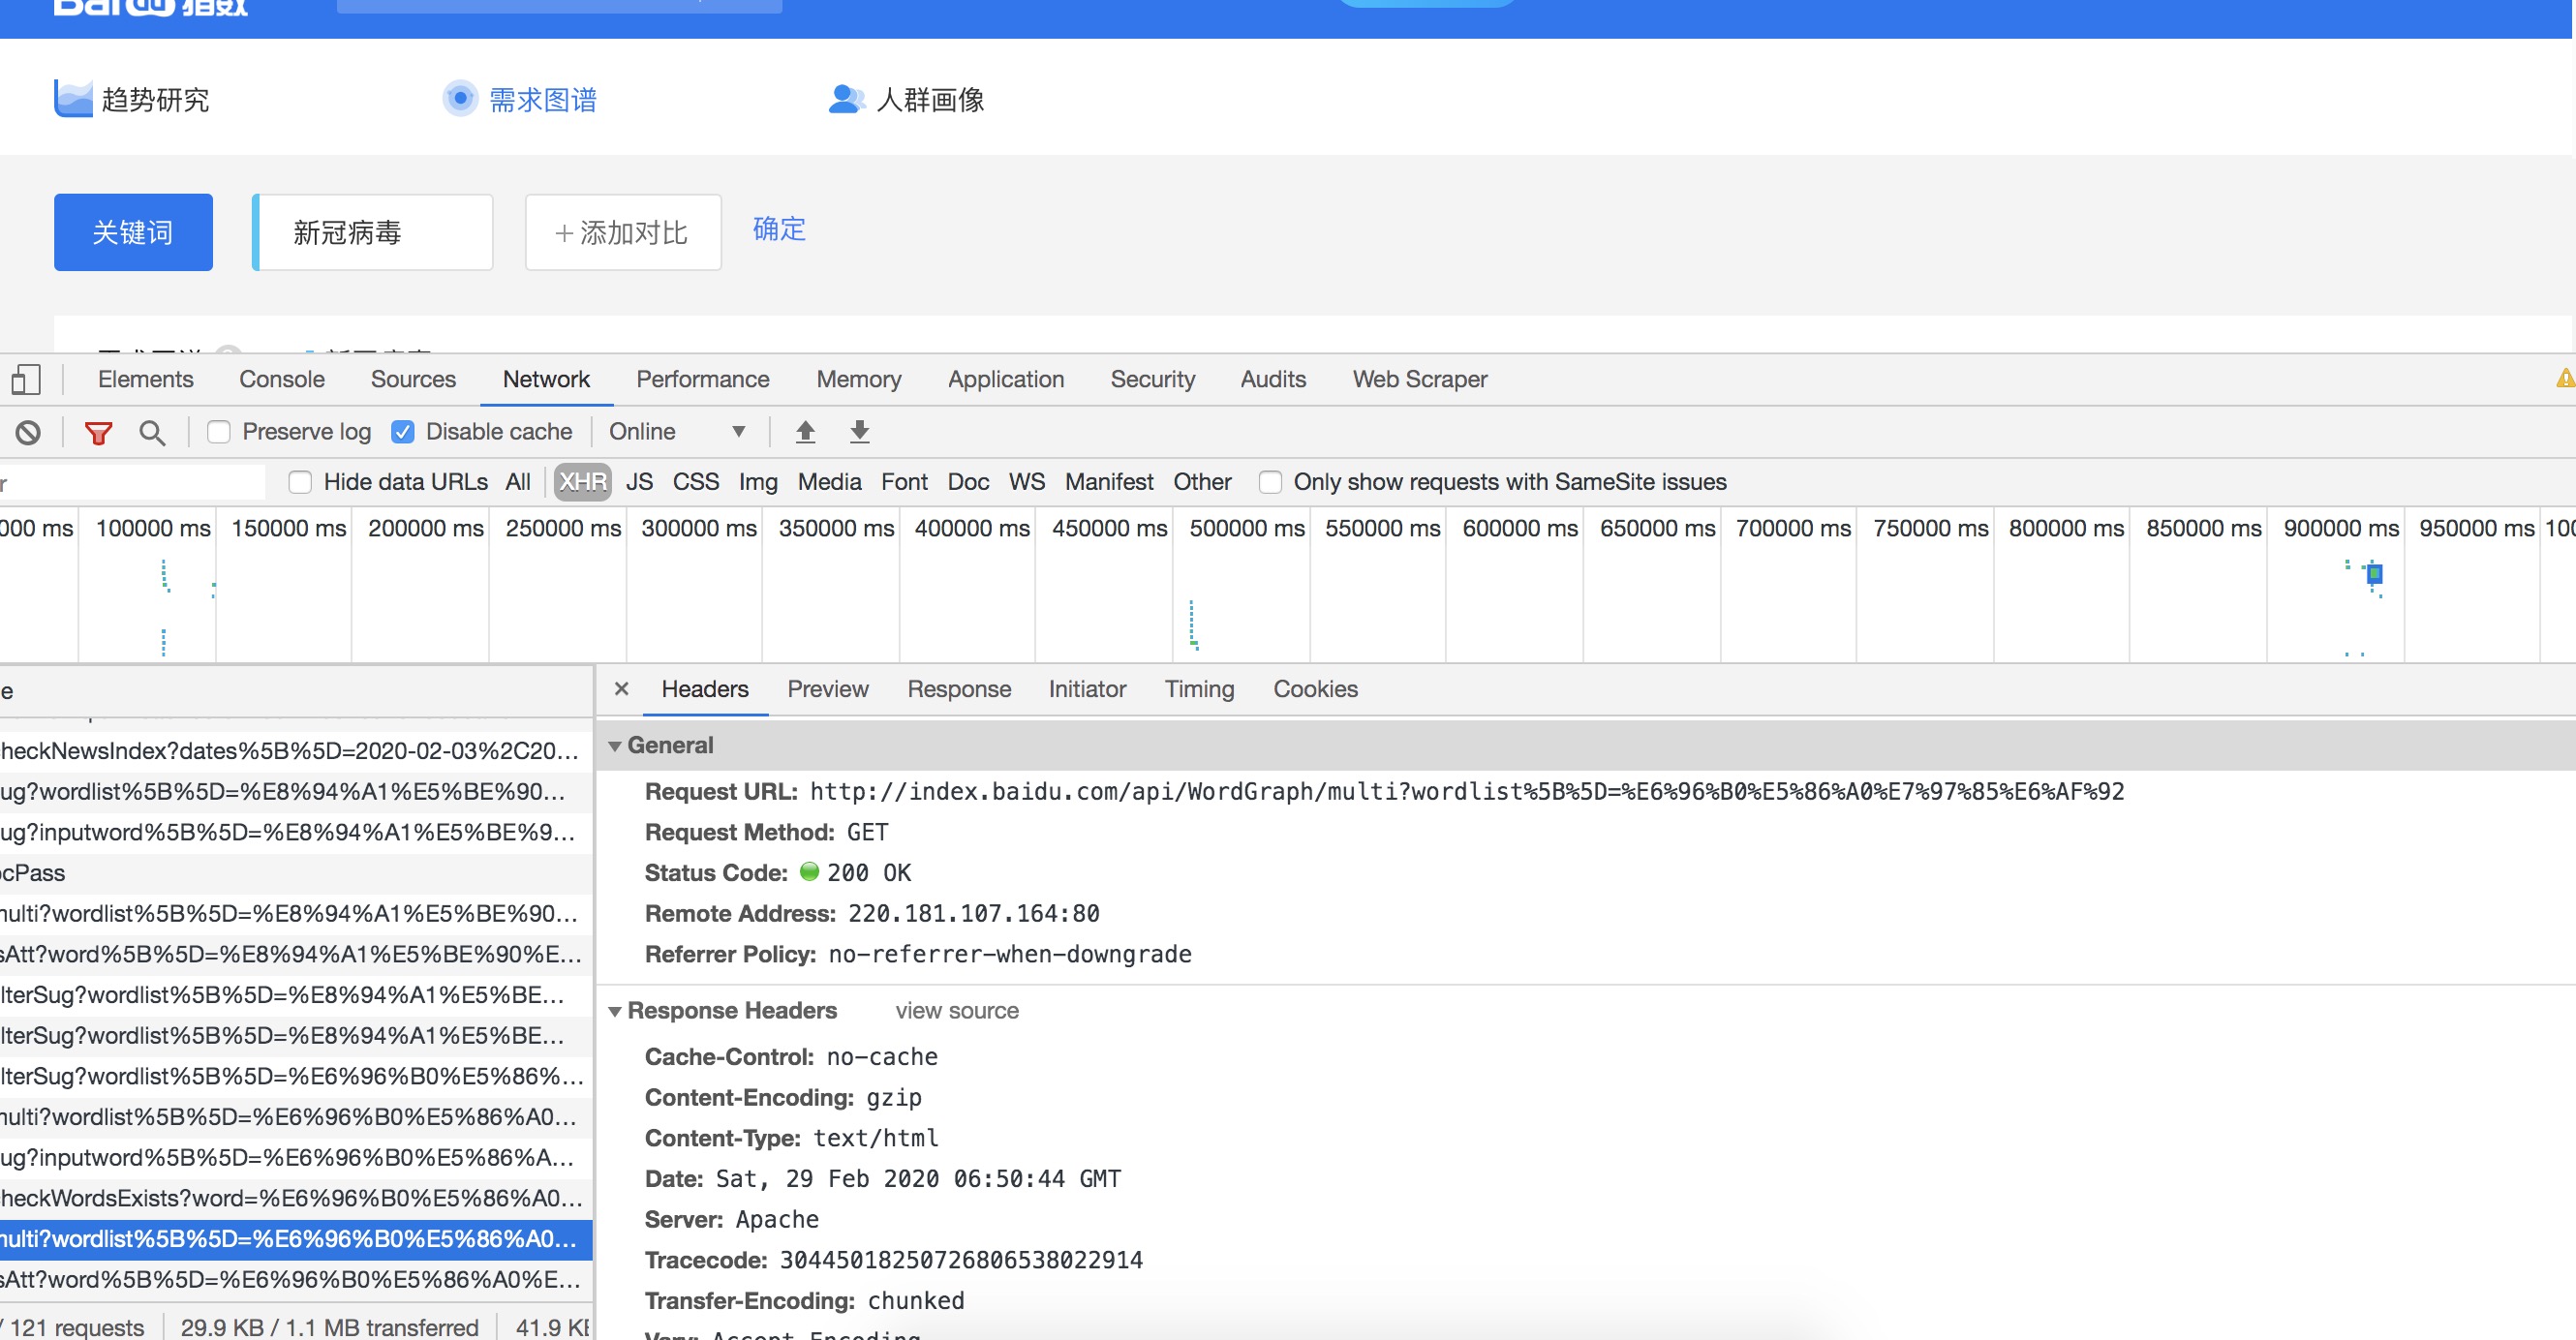 Baidu 指数
趋势研究 需求图谱 人群画像
关键词 新冠病毒 + 添加对比 确定
Elements Console Sources Network Performance Memory Application Security Audits Web Scraper
Preserve log Disable cache Online
r Hide data URLs All XHR JS CSS Img Media Font Doc WS Manifest Other Only show requests with SameSite issues
000 ms 100000 ms 150000 ms 200000 ms 250000 ms 300000 ms 350000 ms 400000 ms 450000 ms 500000 ms 550000 ms 600000 ms 650000 ms 700000 ms 750000 ms 800000 ms 850000 ms 900000 ms 950000 ms 100
e
heckNewsIndex?dates%5B%5D=2020-02-03%2C20...
ug?wordlist%5B%5D=%E8%94%A1%E5%BE%90...
ug?inputword%5B%5D=%E8%94%A1%E5%BE%9...
ocPass
nulti?wordlist%5B%5D=%E8%94%A1%E5%BE%90...
sAtt?word%5B%5D=%E8%94%A1%E5%BE%90%E...
lterSug?wordlist%5B%5D=%E8%94%A1%E5%BE...
lterSug?wordlist%5B%5D=%E8%94%A1%E5%BE...
lterSug?wordlist%5B%5D=%E6%96%B0%E5%86%...
nulti?wordlist%5B%5D=%E6%96%B0%E5%86%A0...
ug?inputword%5B%5D=%E6%96%B0%E5%86%A...
heckWordsExists?word=%E6%96%B0%E5%86%A0...
nulti?wordlist%5B%5D=%E6%96%B0%E5%86%A0...
sAtt?word%5B%5D=%E6%96%B0%E5%86%A0%E...
/ 121 requests 29.9 KB / 1.1 MB transferred 41.9 KB
× Headers Preview Response Initiator Timing Cookies
General
Request URL: http://index.baidu.com/api/WordGraph/multi?wordlist%5B%5D=%E6%96%B0%E5%86%A0%E7%97%85%E6%AF%92
Request Method: GET
Status Code: 200 OK
Remote Address: 220.181.107.164:80
Referrer Policy: no-referrer-when-downgrade
Response Headers view source
Cache-Control: no-cache
Content-Encoding: gzip
Content-Type: text/html
Date: Sat, 29 Feb 2020 06:50:44 GMT
Server: Apache
Tracecode: 30445018250726806538022914
Transfer-Encoding: chunked
Vary: Accept-Encoding